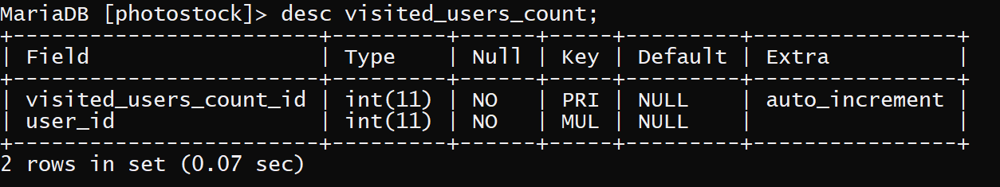 MariaDB [photostock]> desc visited_users_count;
+------------------------+---------+------+-----+---------+----------------+
| Field                  | Type    | Null | Key | Default | Extra          |
+------------------------+---------+------+-----+---------+----------------+
| visited_users_count_id | int(11) | NO   | PRI | NULL    | auto_increment |
| user_id                | int(11) | NO   | MUL | NULL    |                |
+------------------------+---------+------+-----+---------+----------------+
2 rows in set (0.07 sec)